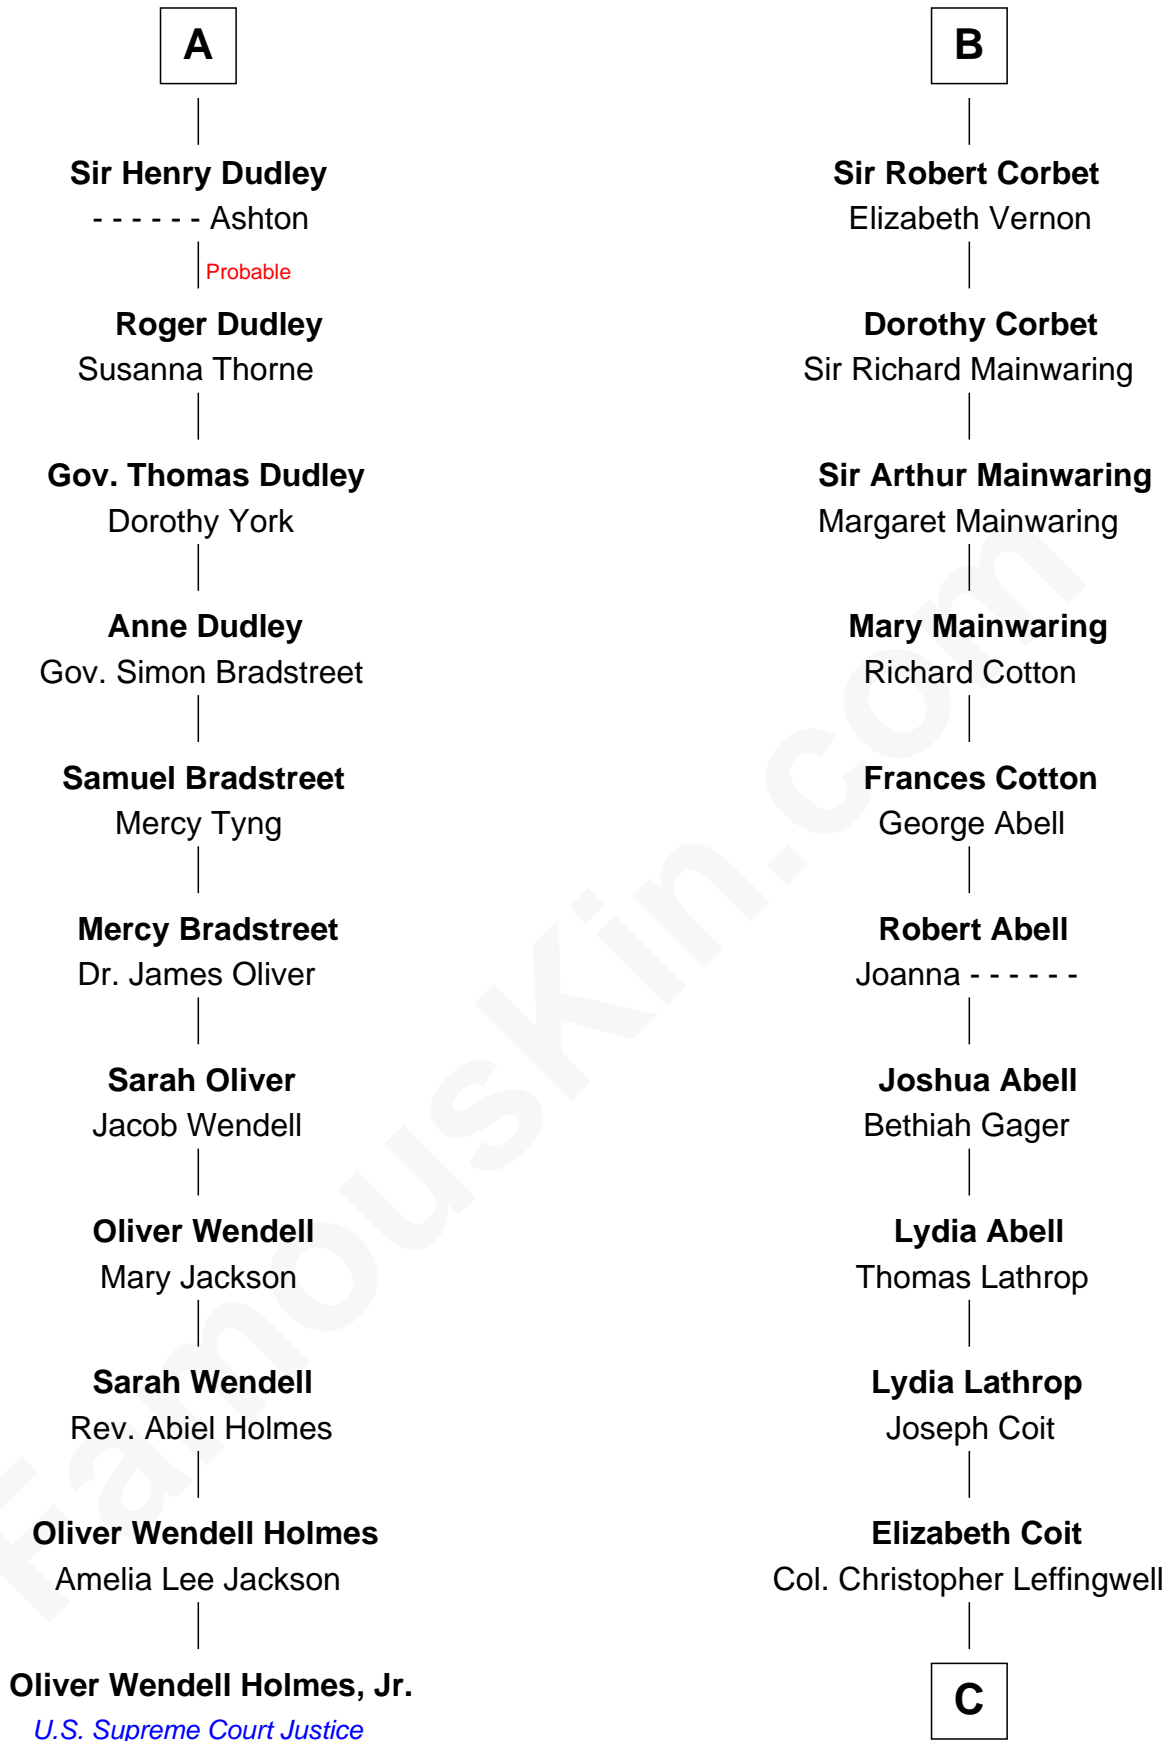 A
Sir Henry Dudley
- - - - - - Ashton
Probable
Roger Dudley
Susanna Thorne
Gov. Thomas Dudley
Dorothy York
Anne Dudley
Gov. Simon Bradstreet
Samuel Bradstreet
Mercy Tyng
Mercy Bradstreet
Dr. James Oliver
Sarah Oliver
Jacob Wendell
Oliver Wendell
Mary Jackson
Sarah Wendell
Rev. Abiel Holmes
Oliver Wendell Holmes
Amelia Lee Jackson
Oliver Wendell Holmes, Jr.
U.S. Supreme Court Justice
B
Sir Robert Corbet
Elizabeth Vernon
Dorothy Corbet
Sir Richard Mainwaring
Sir Arthur Mainwaring
Margaret Mainwaring
Mary Mainwaring
Richard Cotton
Frances Cotton
George Abell
Robert Abell
Joanna - - - - - -
Joshua Abell
Bethiah Gager
Lydia Abell
Thomas Lathrop
Lydia Lathrop
Joseph Coit
Elizabeth Coit
Col. Christopher Leffingwell
C
FamousKin.com